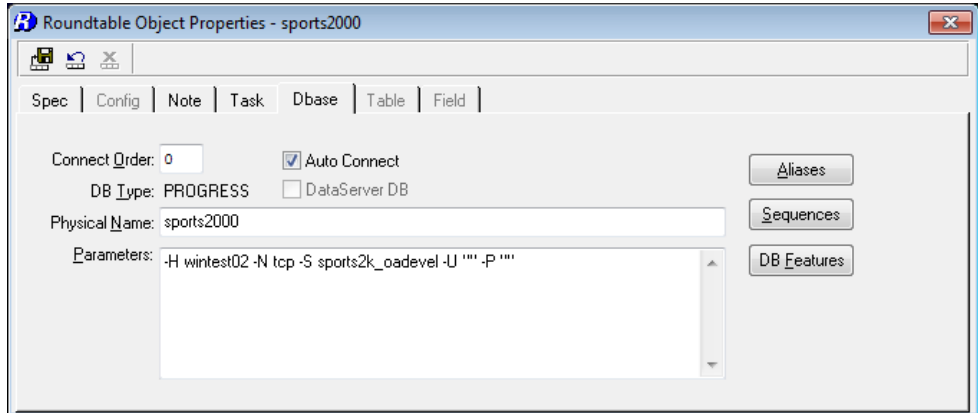 Roundtable Object Properties - sports2000
Spec Config Note Task Dbase Table Field
Connect Order: 0 Auto Connect Aliases
DB Type: PROGRESS DataServer DB
Physical Name: sports2000 Sequences
Parameters: -H wintest02 -N tcp -S sports2k_oadevel -U "" -P "" DB Features